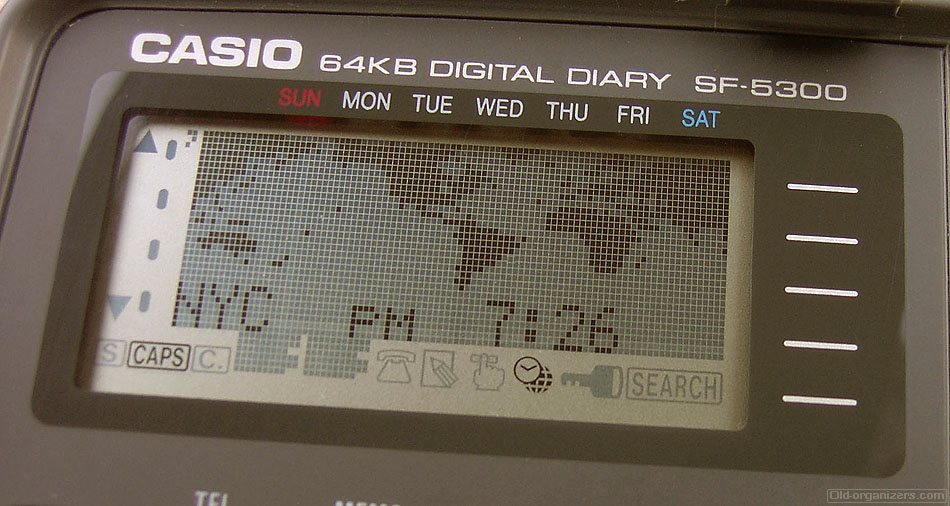 CASIO 64KB DIGITAL DIARY SF-5300
SUN MON TUE WED THU FRI SAT
NYC PM 7:26
S CAPS C. SEARCH
TEL
Old-organizers.com